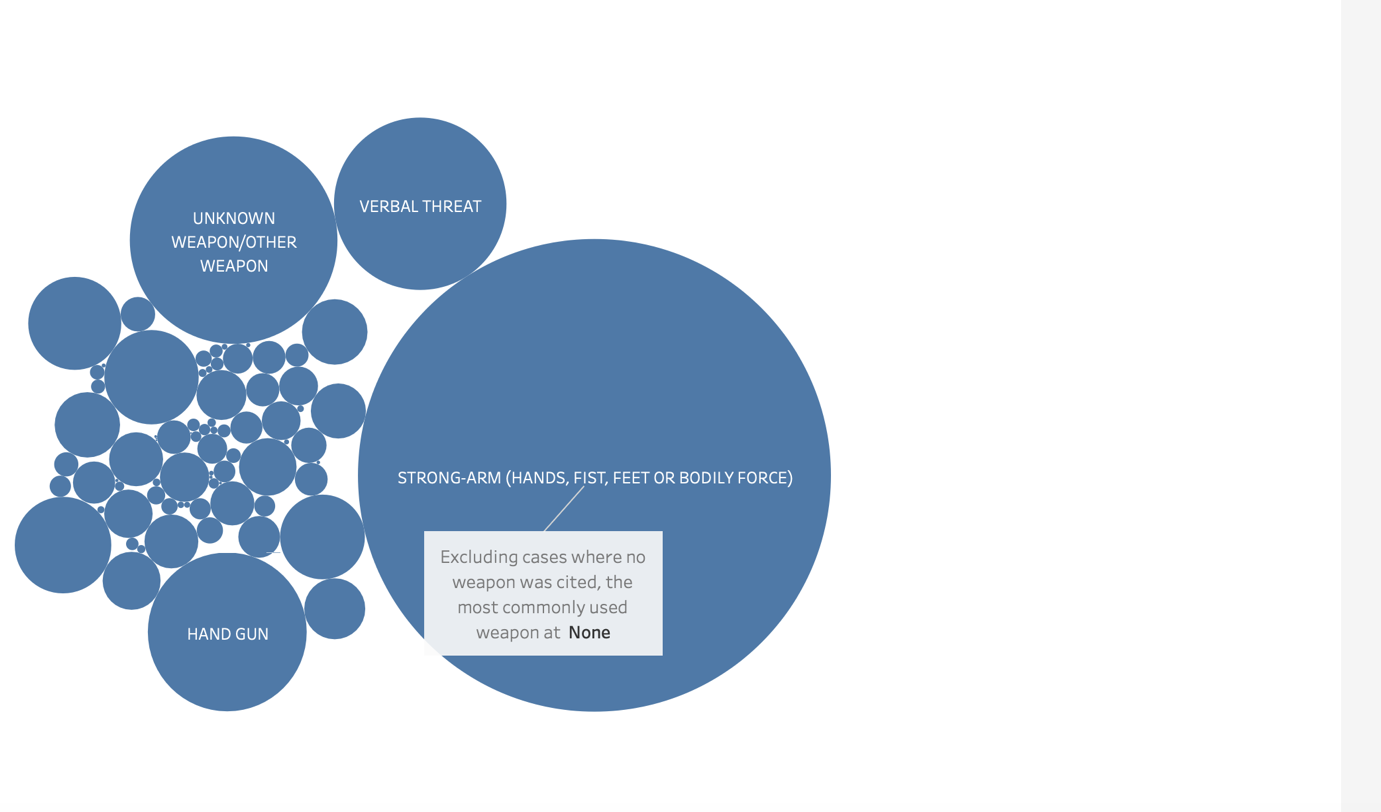 VERBAL THREAT
UNKNOWN
WEAPON/OTHER
WEAPON
STRONG-ARM (HANDS, FIST, FEET OR BODILY FORCE)
Excluding cases where no
weapon was cited, the
most commonly used
weapon at None
HAND GUN